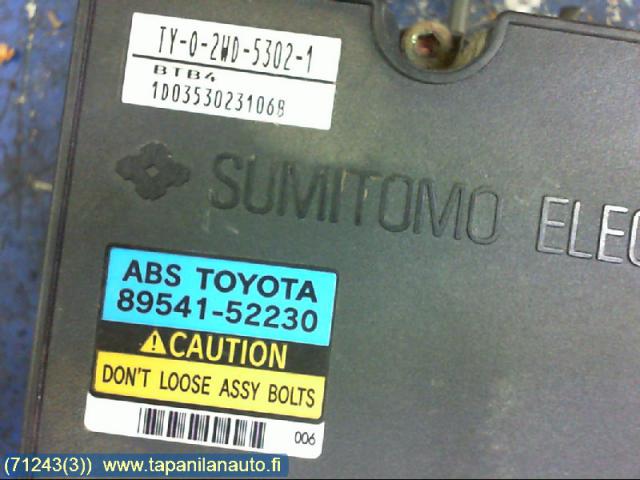 TY-0-2WD-5302-1
BTB4
1D0353023106B
SUMITOMO ELEC
ABS TOYOTA
89541-52230
CAUTION
DON'T LOOSE ASSY BOLTS
006
(71243(3)) www.tapanilanauto.fi